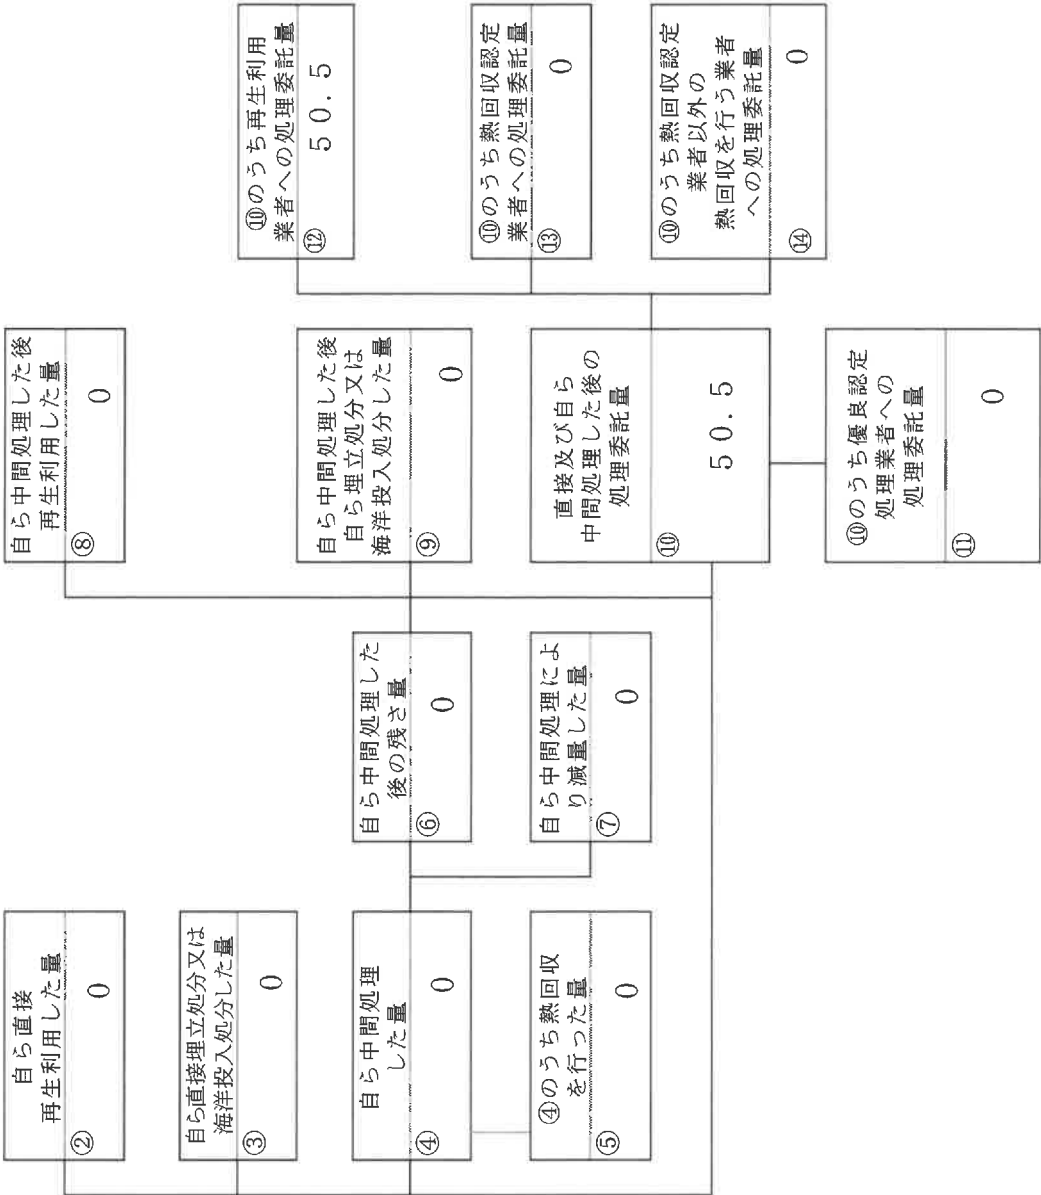 自ら直接
再生利用した量
②
0
自ら直接埋立処分又は
海洋投入処分した量
③
0
自ら中間処理
した量
④
0
④のうち熱回収
を行った量
⑤
0
自ら中間処理した
後の残さ量
⑥
0
自ら中間処理によ
り減量した量
⑦
0
自ら中間処理した後
再生利用した量
⑧
0
自ら中間処理した後
自ら埋立処分又は
海洋投入処分した量
⑨
0
直接及び自ら
中間処理した後の
処理委託量
⑩
50.5
⑩のうち優良認定
処理業者への
処理委託量
⑪
0
⑩のうち再生利用
業者への処理委託量
⑫
50.5
⑩のうち熱回収認定
業者への処理委託量
⑬
0
⑩のうち熱回収認定
業者以外の
熱回収を行う業者
への処理委託量
⑭
0